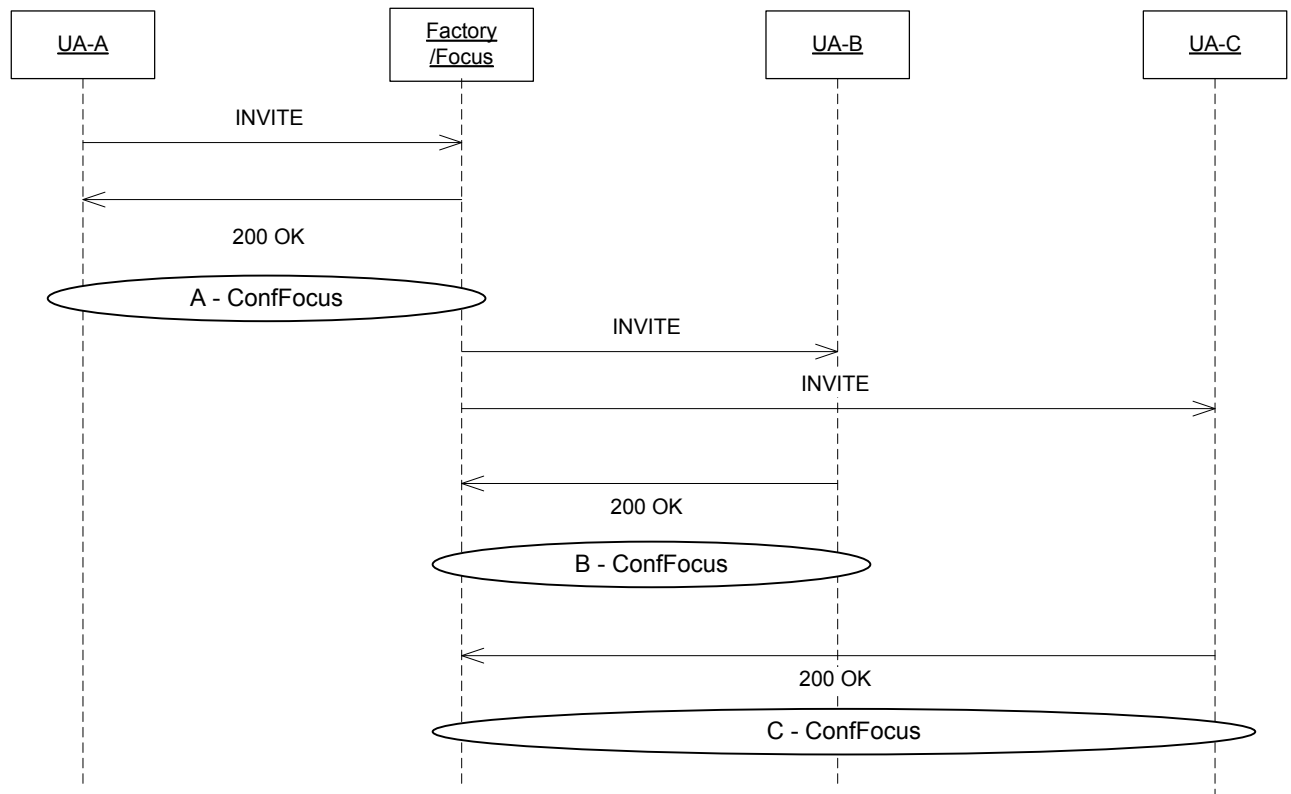 UA-A
Factory
/Focus
UA-B
UA-C
INVITE
200 OK
A - ConfFocus
INVITE
INVITE
200 OK
B - ConfFocus
200 OK
C - ConfFocus